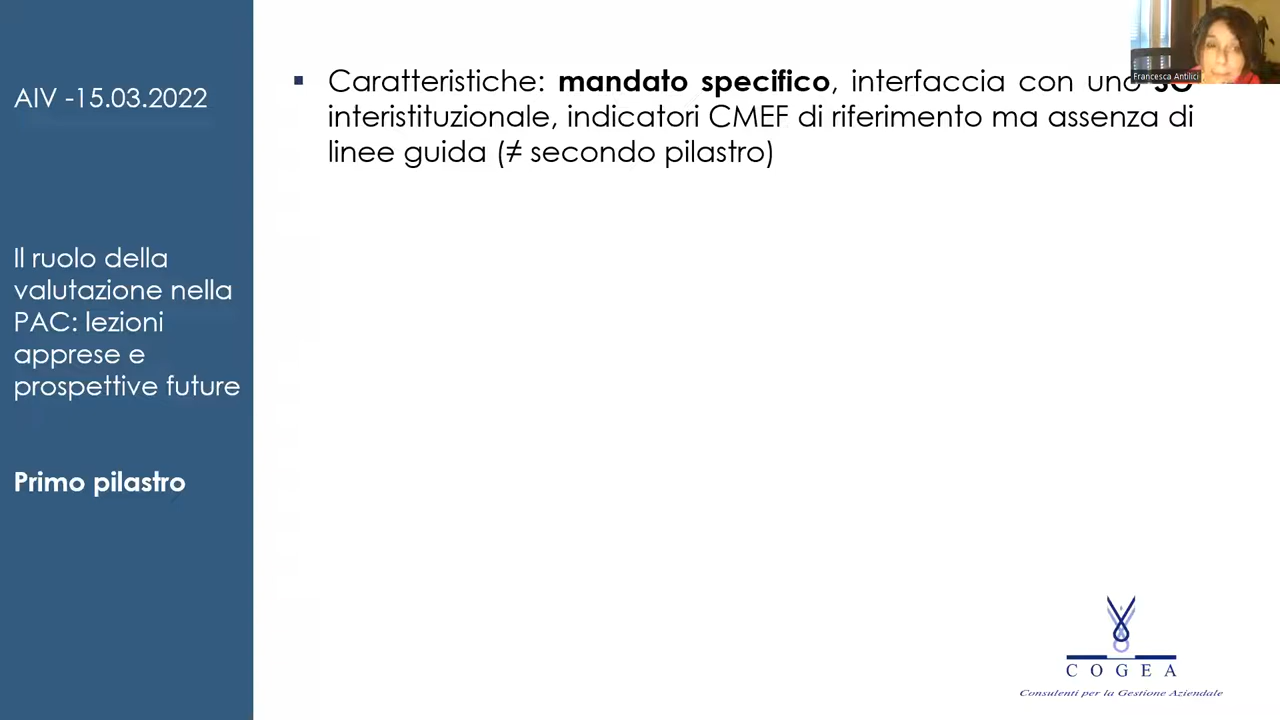 AIV -15.03.2022
Il ruolo della
valutazione nella
PAC: lezioni
apprese e
prospettive future
Primo pilastro
▪ Caratteristiche: mandato specifico, interfaccia con uno
interistituzionale, indicatori CMEF di riferimento ma assenza di
linee guida (≠ secondo pilastro)
Francesca Antilici
COGEA
Consulenti per la Gestione Aziendale